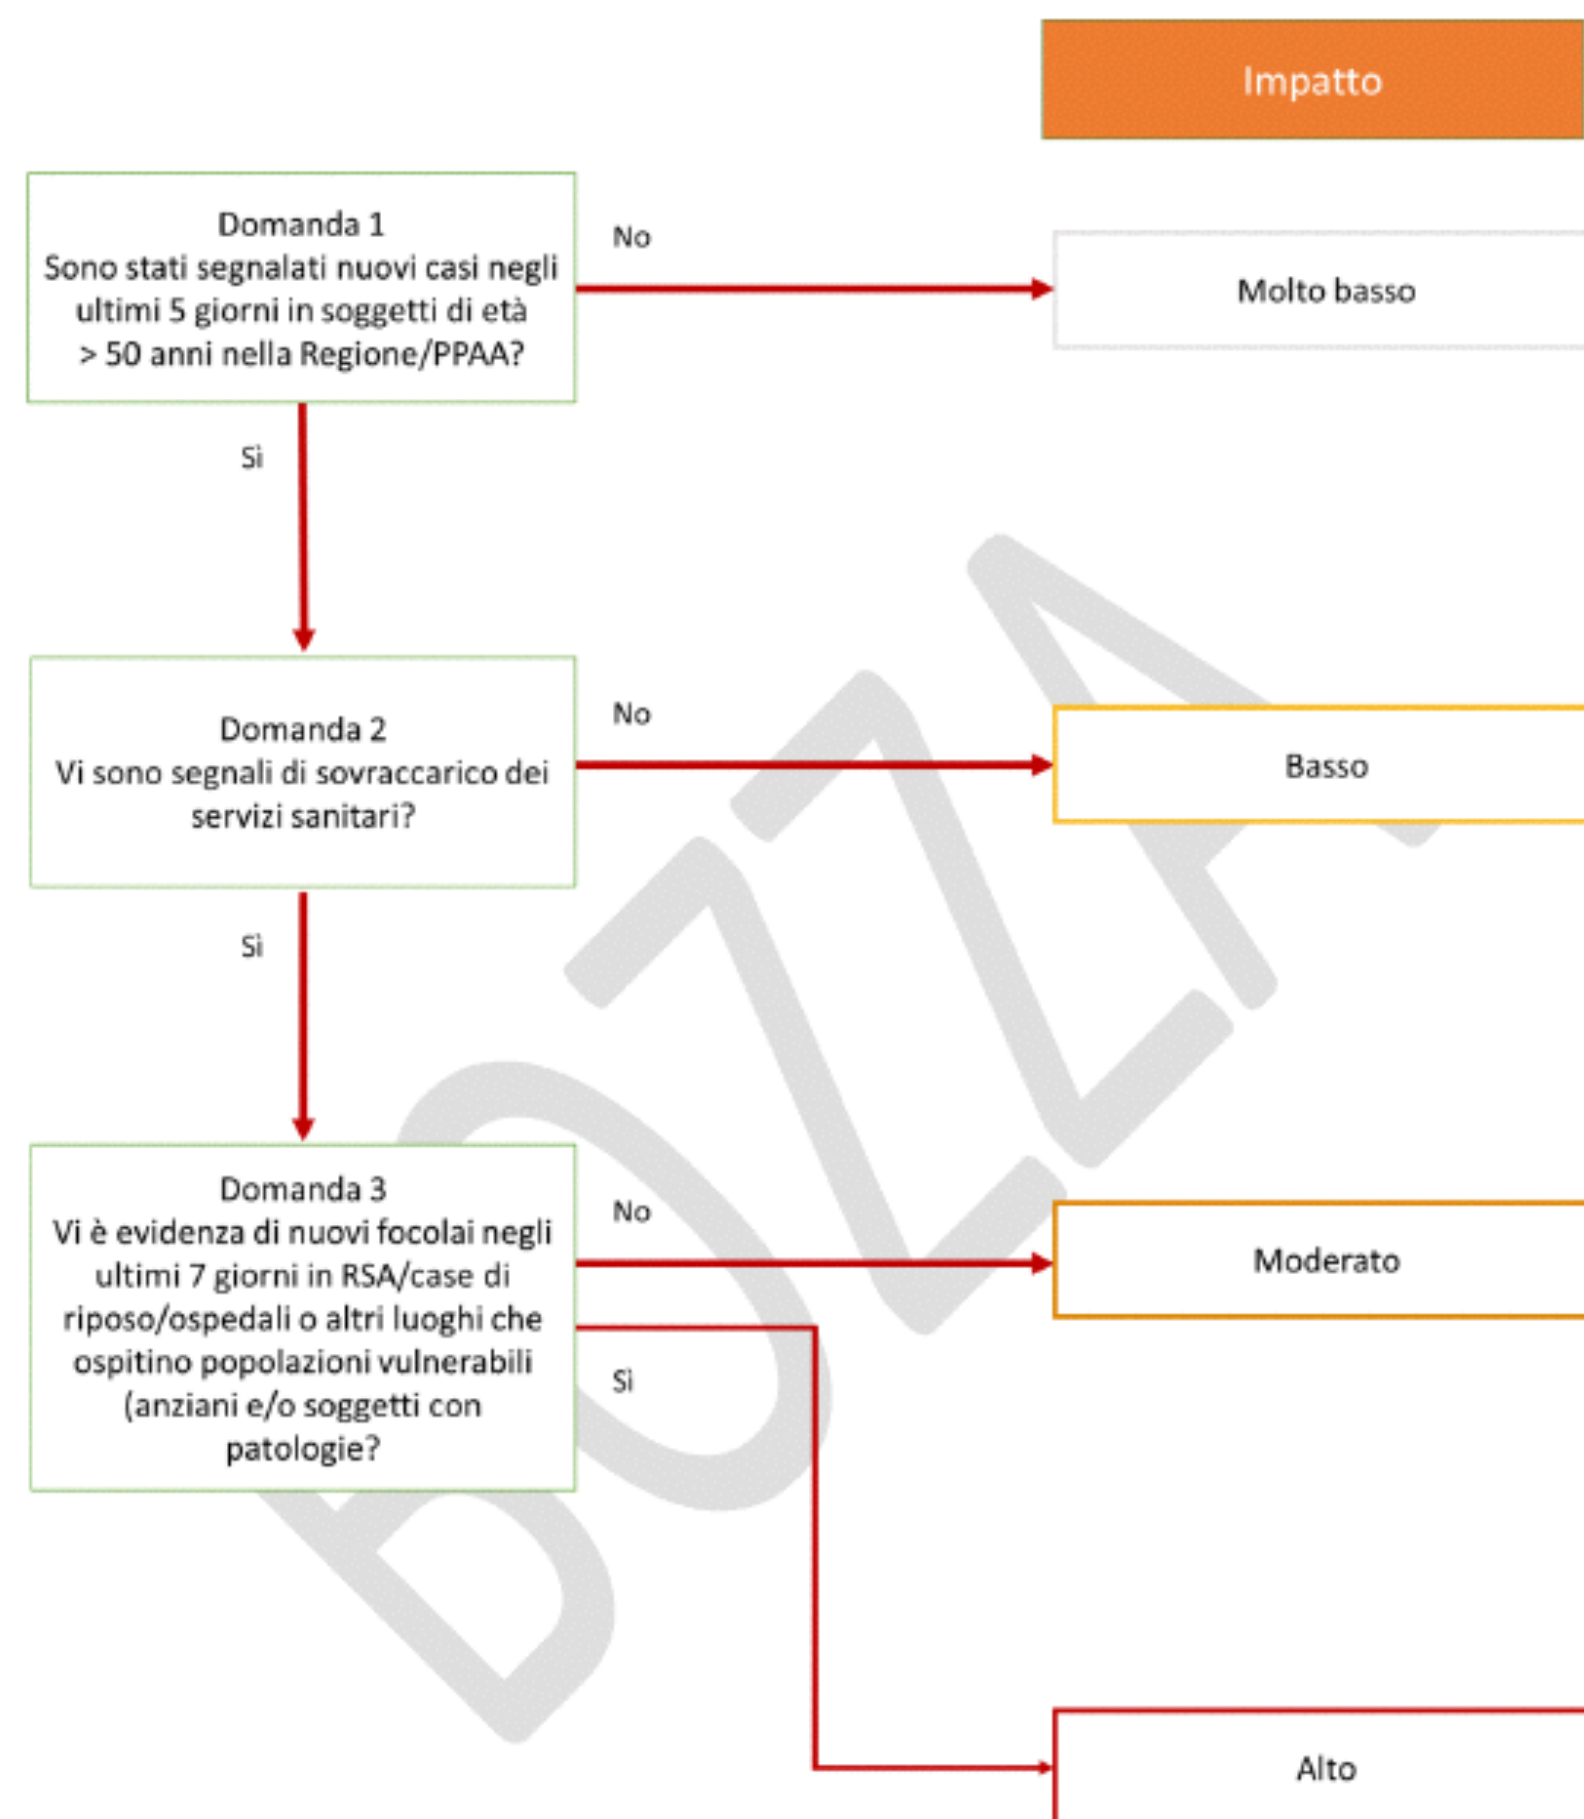 Impatto
Domanda 1
Sono stati segnalati nuovi casi negli
ultimi 5 giorni in soggetti di età
> 50 anni nella Regione/PPAA?
No
Molto basso
Sì
Domanda 2
Vi sono segnali di sovraccarico dei
servizi sanitari?
No
Basso
Sì
Domanda 3
Vi è evidenza di nuovi focolai negli
ultimi 7 giorni in RSA/case di
riposo/ospedali o altri luoghi che
ospitino popolazioni vulnerabili
(anziani e/o soggetti con
patologie?
No
Moderato
Sì
Alto
BOZZA